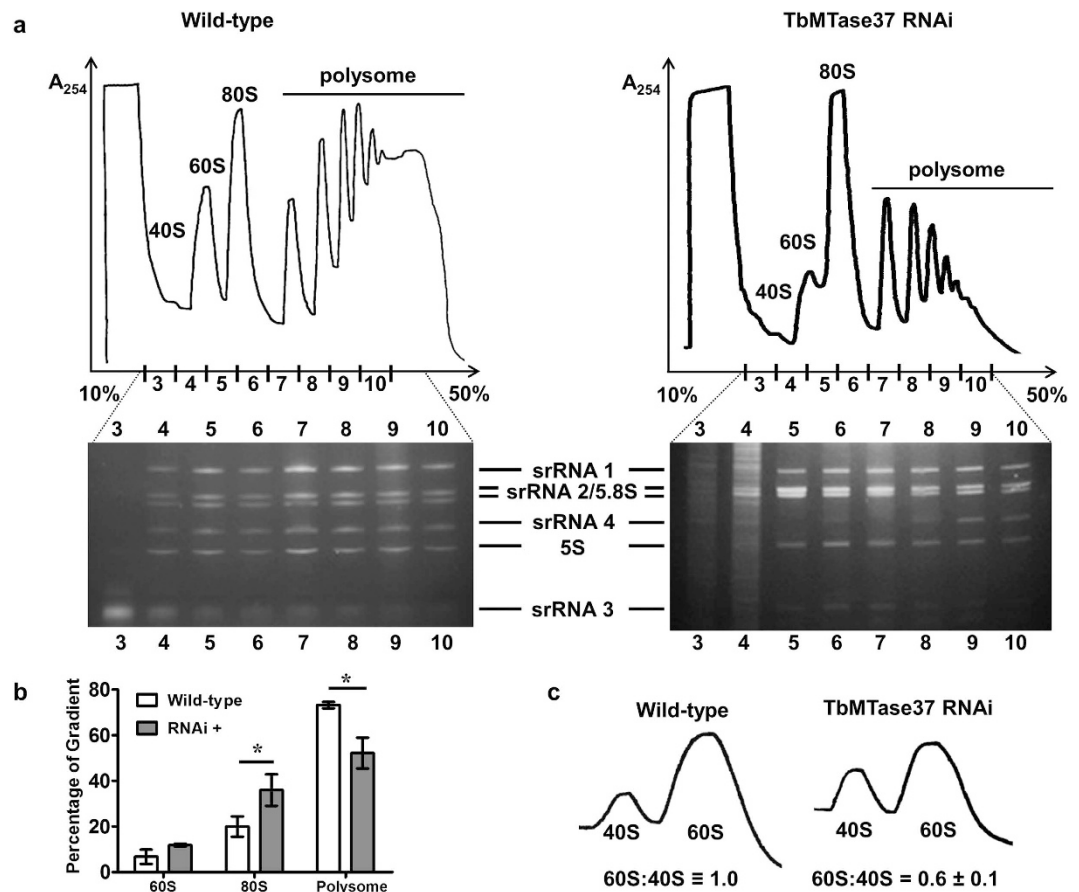 a
Wild-type
A254
40S
60S
80S
polysome
3 4 5 6 7 8 9 10
10% 50%
3 4 5 6 7 8 9 10
3 4 5 6 7 8 9 10
TbMTase37 RNAi
A254
40S
60S
80S
polysome
3 4 5 6 7 8 9 10
10% 50%
3 4 5 6 7 8 9 10
3 4 5 6 7 8 9 10
srRNA 1
srRNA 2/5.8S
srRNA 4
5S
srRNA 3
b
Percentage of Gradient
80
60
40
20
0
Wild-type
RNAi +
*
*
60S 80S Polysome
c
Wild-type
40S 60S
60S:40S ≡ 1.0
TbMTase37 RNAi
40S 60S
60S:40S = 0.6 ± 0.1